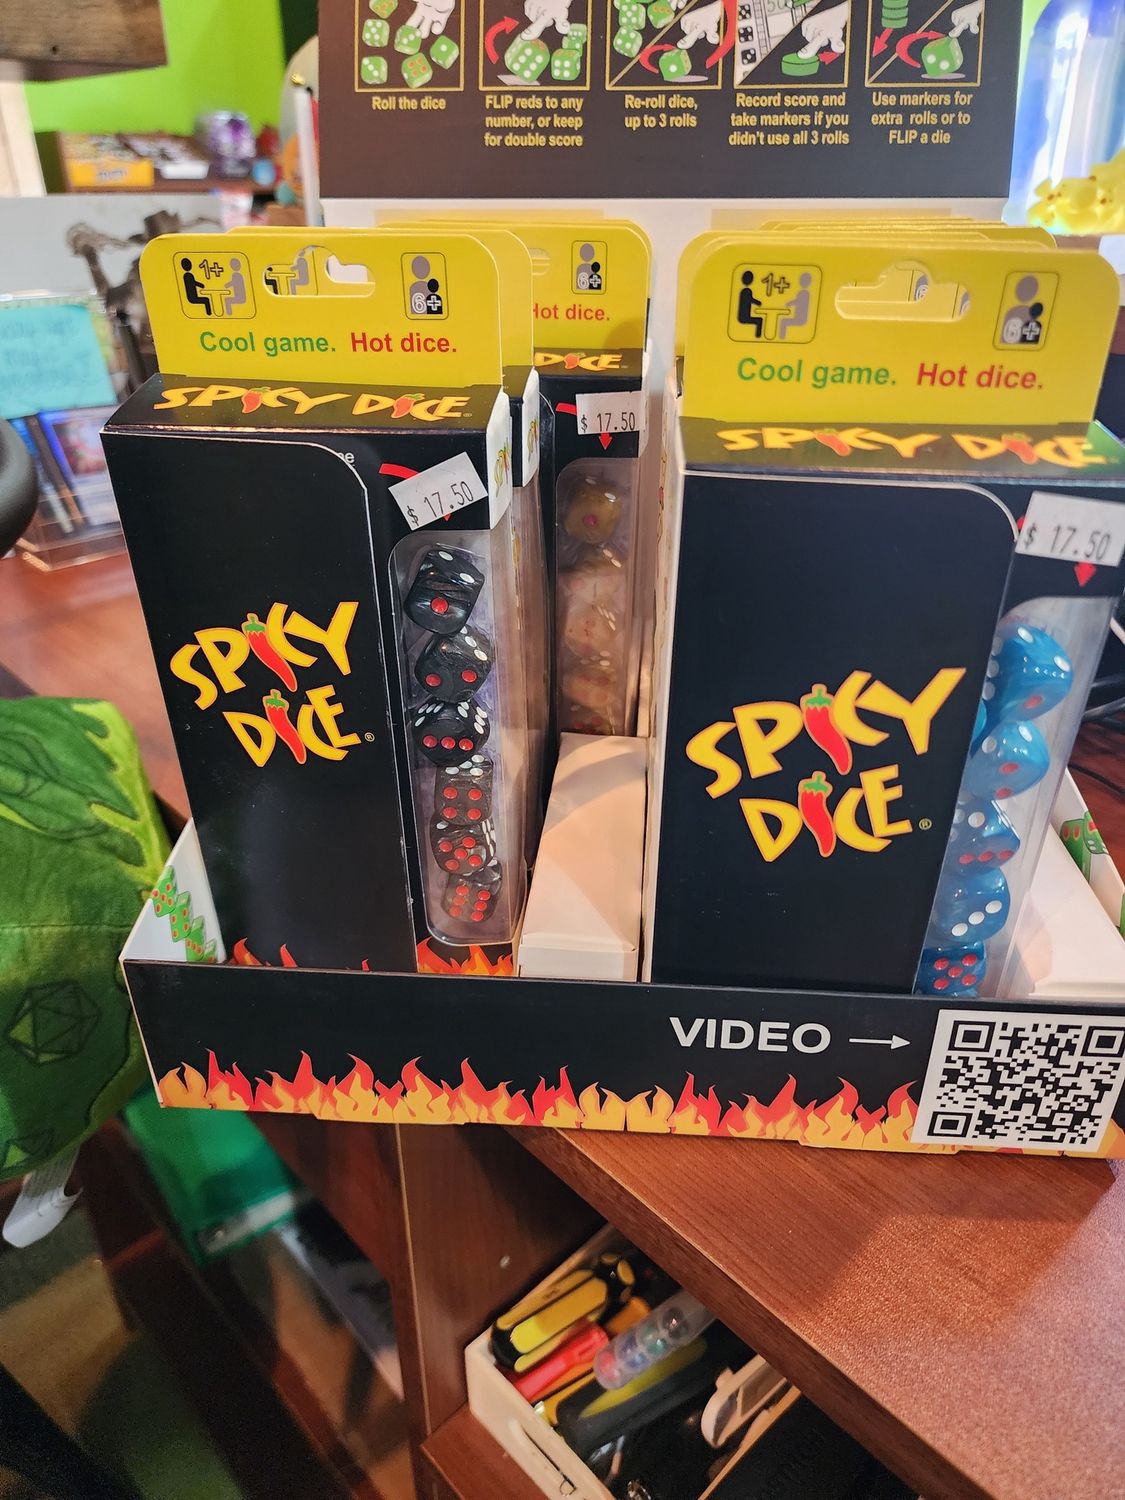 Roll the dice
FLIP reds to any
number, or keep
for double score
Re-roll dice,
up to 3 rolls
Record score and
take markers if you
didn't use all 3 rolls
Use markers for
extra rolls or to
FLIP a die
1+
6+
Cool game. Hot dice.
SPICY DICE
$ 17.50
SPICY
DICE®
6+
Hot dice.
DICE
$ 17.50
1+
6+
Cool game. Hot dice.
SPICY DICE
$ 17.50
SPICY
DICE®
VIDEO →